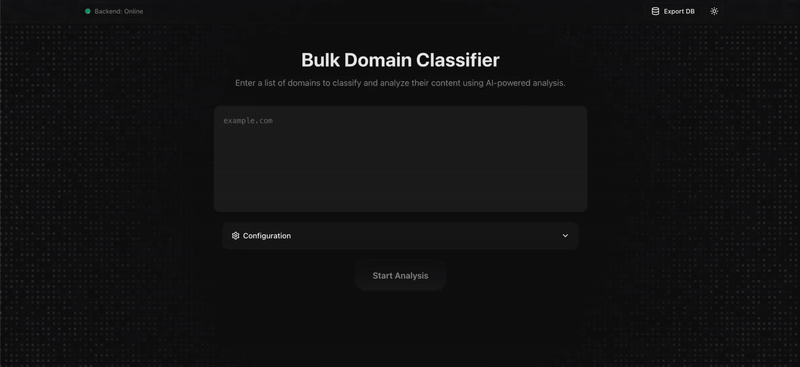 Backend: Online
Export DB
Bulk Domain Classifier
Enter a list of domains to classify and analyze their content using AI-powered analysis.
example.com
Configuration
Start Analysis